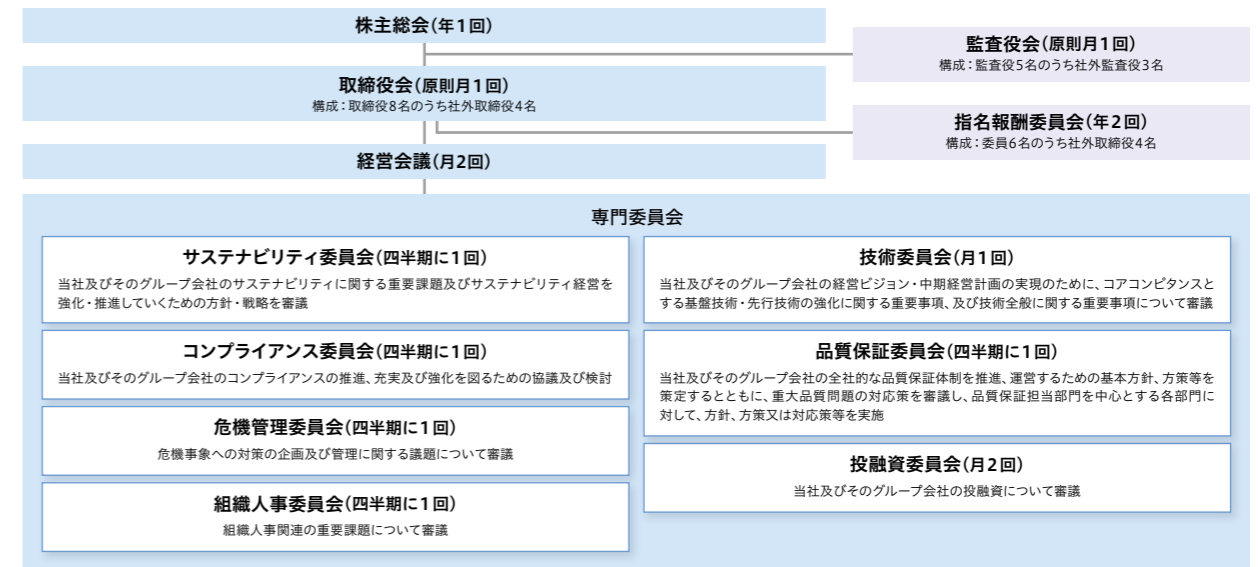 株主総会(年1回)
監査役会(原則月1回)
構成：監査役5名のうち社外監査役3名
取締役会(原則月1回)
構成：取締役8名のうち社外取締役4名
指名報酬委員会(年2回)
構成：委員6名のうち社外取締役4名
経営会議(月2回)
専門委員会
サステナビリティ委員会(四半期に1回)
当社及びそのグループ会社のサステナビリティに関する重要課題及びサステナビリティ経営を
強化・推進していくための方針・戦略を審議
コンプライアンス委員会(四半期に1回)
当社及びそのグループ会社のコンプライアンスの推進、充実及び強化を図るための協議及び検討
危機管理委員会(四半期に1回)
危機事象への対策の企画及び管理に関する議題について審議
組織人事委員会(四半期に1回)
組織人事関連の重要課題について審議
技術委員会(月1回)
当社及びそのグループ会社の経営ビジョン・中期経営計画の実現のために、コアコンピタンスと
する基盤技術・先行技術の強化に関する重要事項、及び技術全般に関する重要事項について審議
品質保証委員会(四半期に1回)
当社及びそのグループ会社の全社的な品質保証体制を推進、運営するための基本方針、方策等を
策定するとともに、重大品質問題の対応策を審議し、品質保証担当部門を中心とする各部門に
対して、方針、方策又は対応策等を実施
投融資委員会(月2回)
当社及びそのグループ会社の投融資について審議